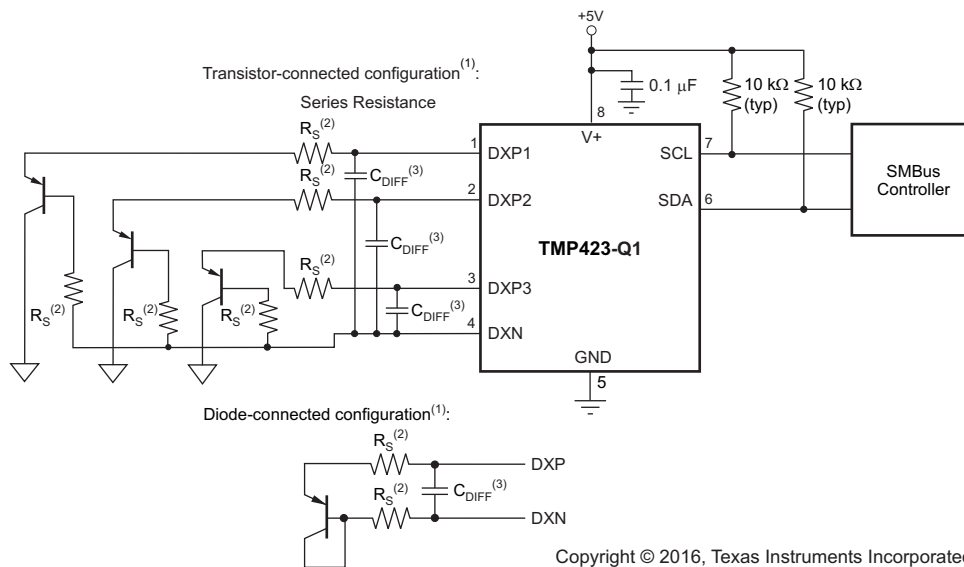 +5V
Transistor-connected configuration(1):
0.1 μF
10 kΩ
(typ)
10 kΩ
(typ)
Series Resistance
8
V+
RS(2)
1
DXP1
SCL
7
CDIFF(3)
SMBus
Controller
RS(2)
2
DXP2
SDA
6
CDIFF(3)
TMP423-Q1
RS(2)
3
DXP3
RS(2)
RS(2)
RS(2)
CDIFF(3)
4
DXN
GND
5
Diode-connected configuration(1):
RS(2)
DXP
RS(2)
CDIFF(3)
DXN
Copyright © 2016, Texas Instruments Incorporated